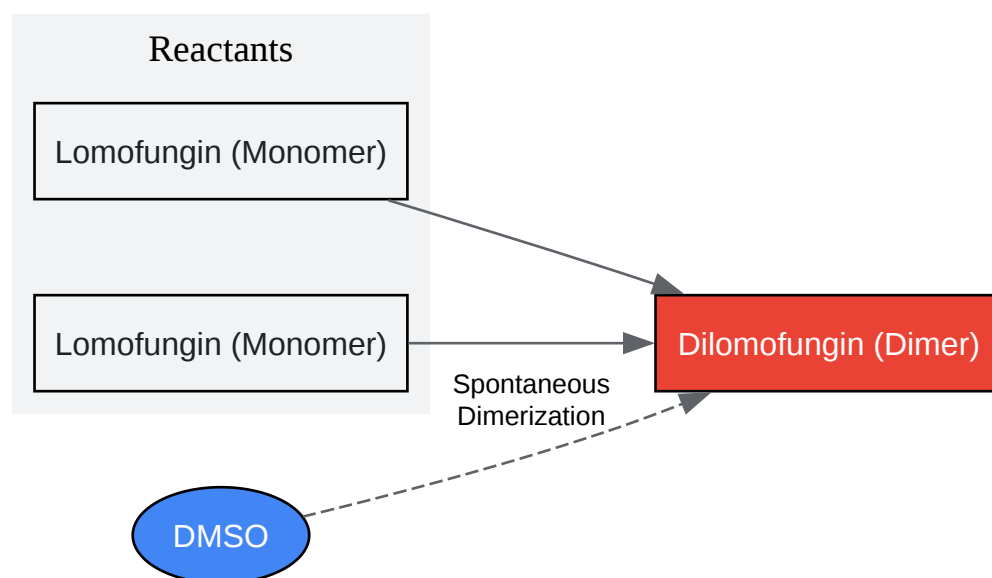 Reactants
Lomofungin (Monomer)
Lomofungin (Monomer)
Dilomofungin (Dimer)
Spontaneous
Dimerization
DMSO